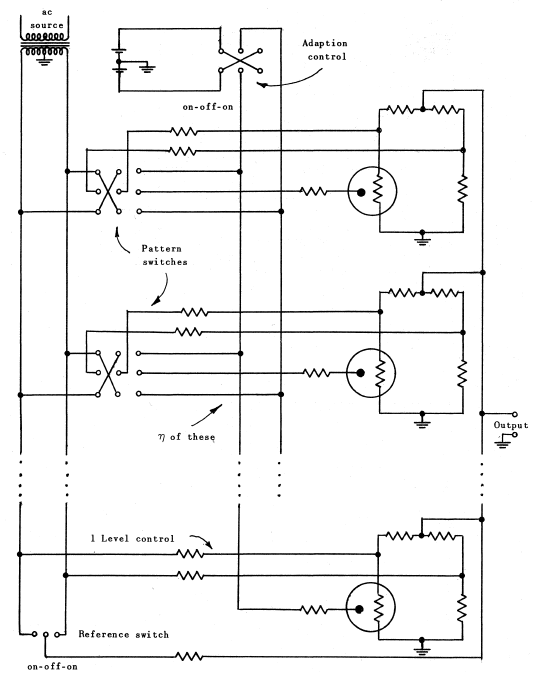 ac
source
Adaption
control
on-off-on
Pattern
switches
η of these
Output
1 Level control
Reference switch
on-off-on